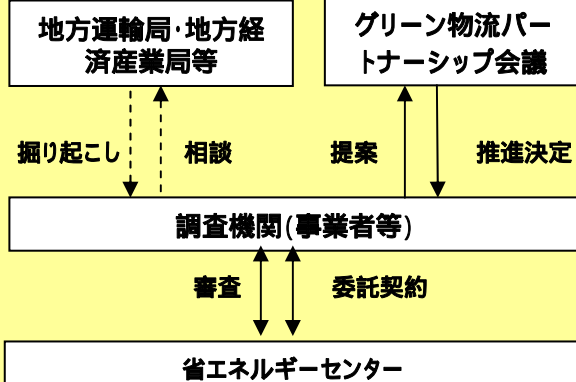 地方運輸局・地方経
済産業局等
グリーン物流パー
トナーシップ会議
掘り起こし
相談
提案
推進決定
調査機関(事業者等)
審査
委託契約
省エネルギーセンター